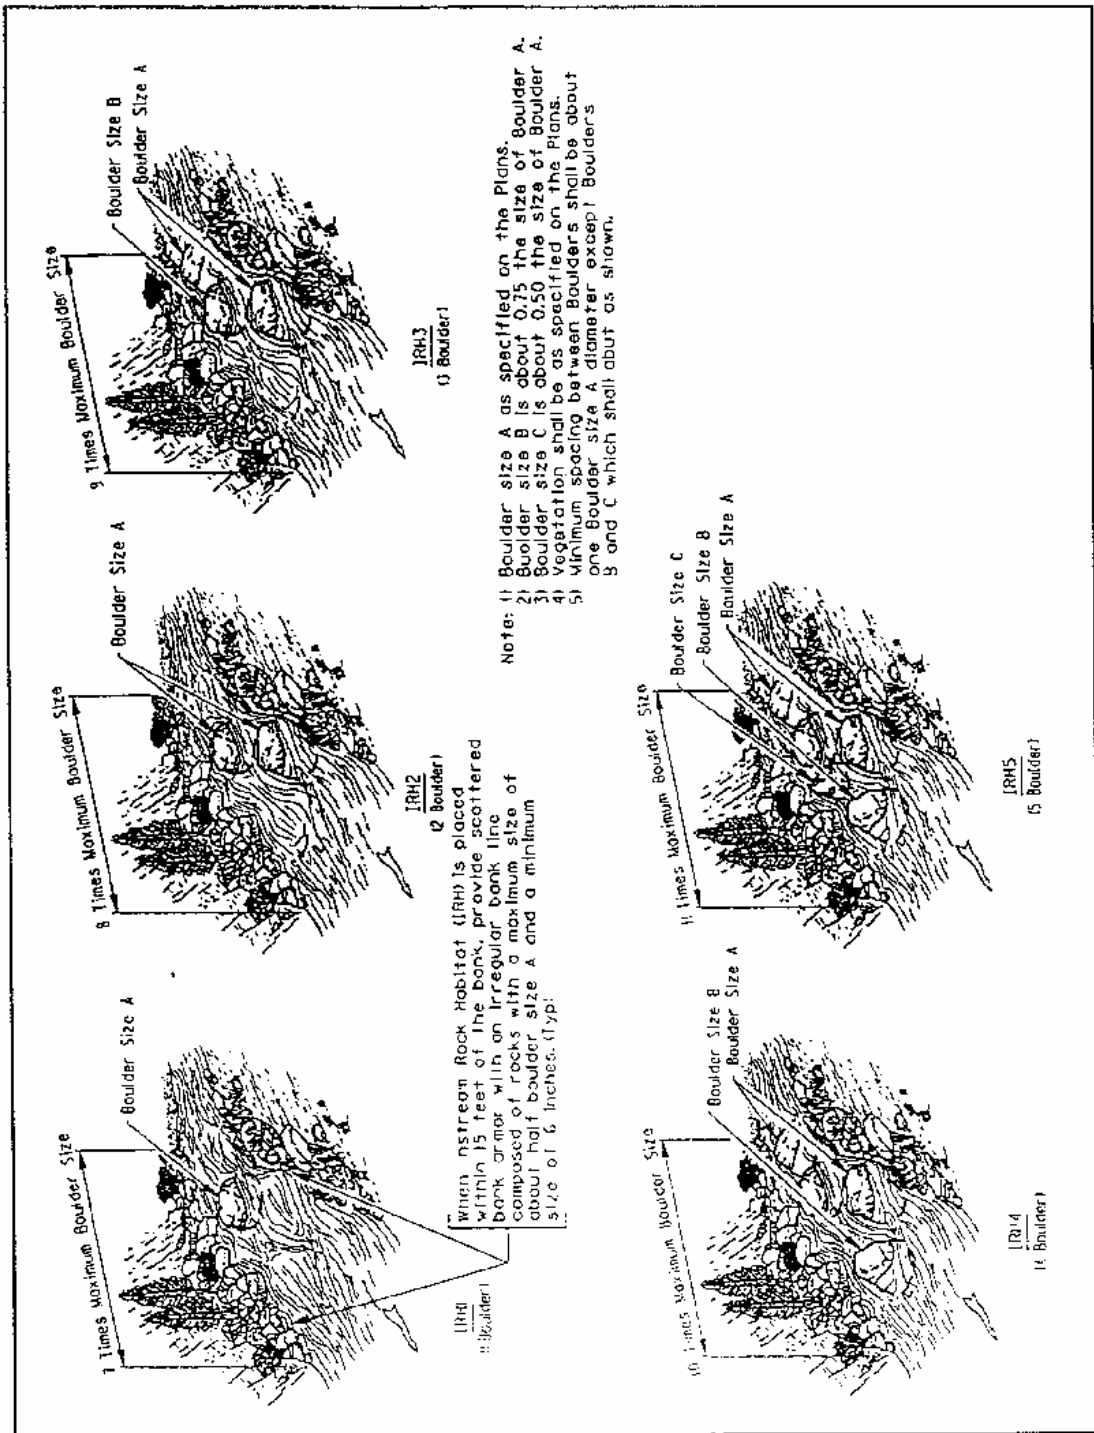 7 Times Maximum Boulder Size
Boulder Size A
IRH1
(1 Boulder)
8 Times Maximum Boulder Size
Boulder Size A
IRH2
(2 Boulder)
9 Times Maximum Boulder Size
Boulder Size B
Boulder Size A
IRH3
(3 Boulder)
When nstream Rock Habitat (IRH) is placed
within 15 feet of the bank, provide scattered
bank armor with an irregular bank line
composed of rocks with a maximum size of
about half boulder size A and a minimum
size of 6 inches. (Typ)
Note: 1) Boulder size A as specified on the Plans.
2) Buolder size B is about 0.75 the size of Boulder A.
3) Boulder size C is about 0.50 the size of Boulder A.
4) Vegetation shall be as specified on the Plans.
5) Minimum spacing between Boulders shall be about
one Boulder size A diameter except Boulders
B and C which shall abut as shown.
10 Times Maximum Boulder Size
Boulder Size B
Boulder Size A
IRH4
(4 Boulder)
11 Times Maximum Boulder Size
Boulder Size C
Boulder Size B
Boulder Size A
IRH5
(5 Boulder)